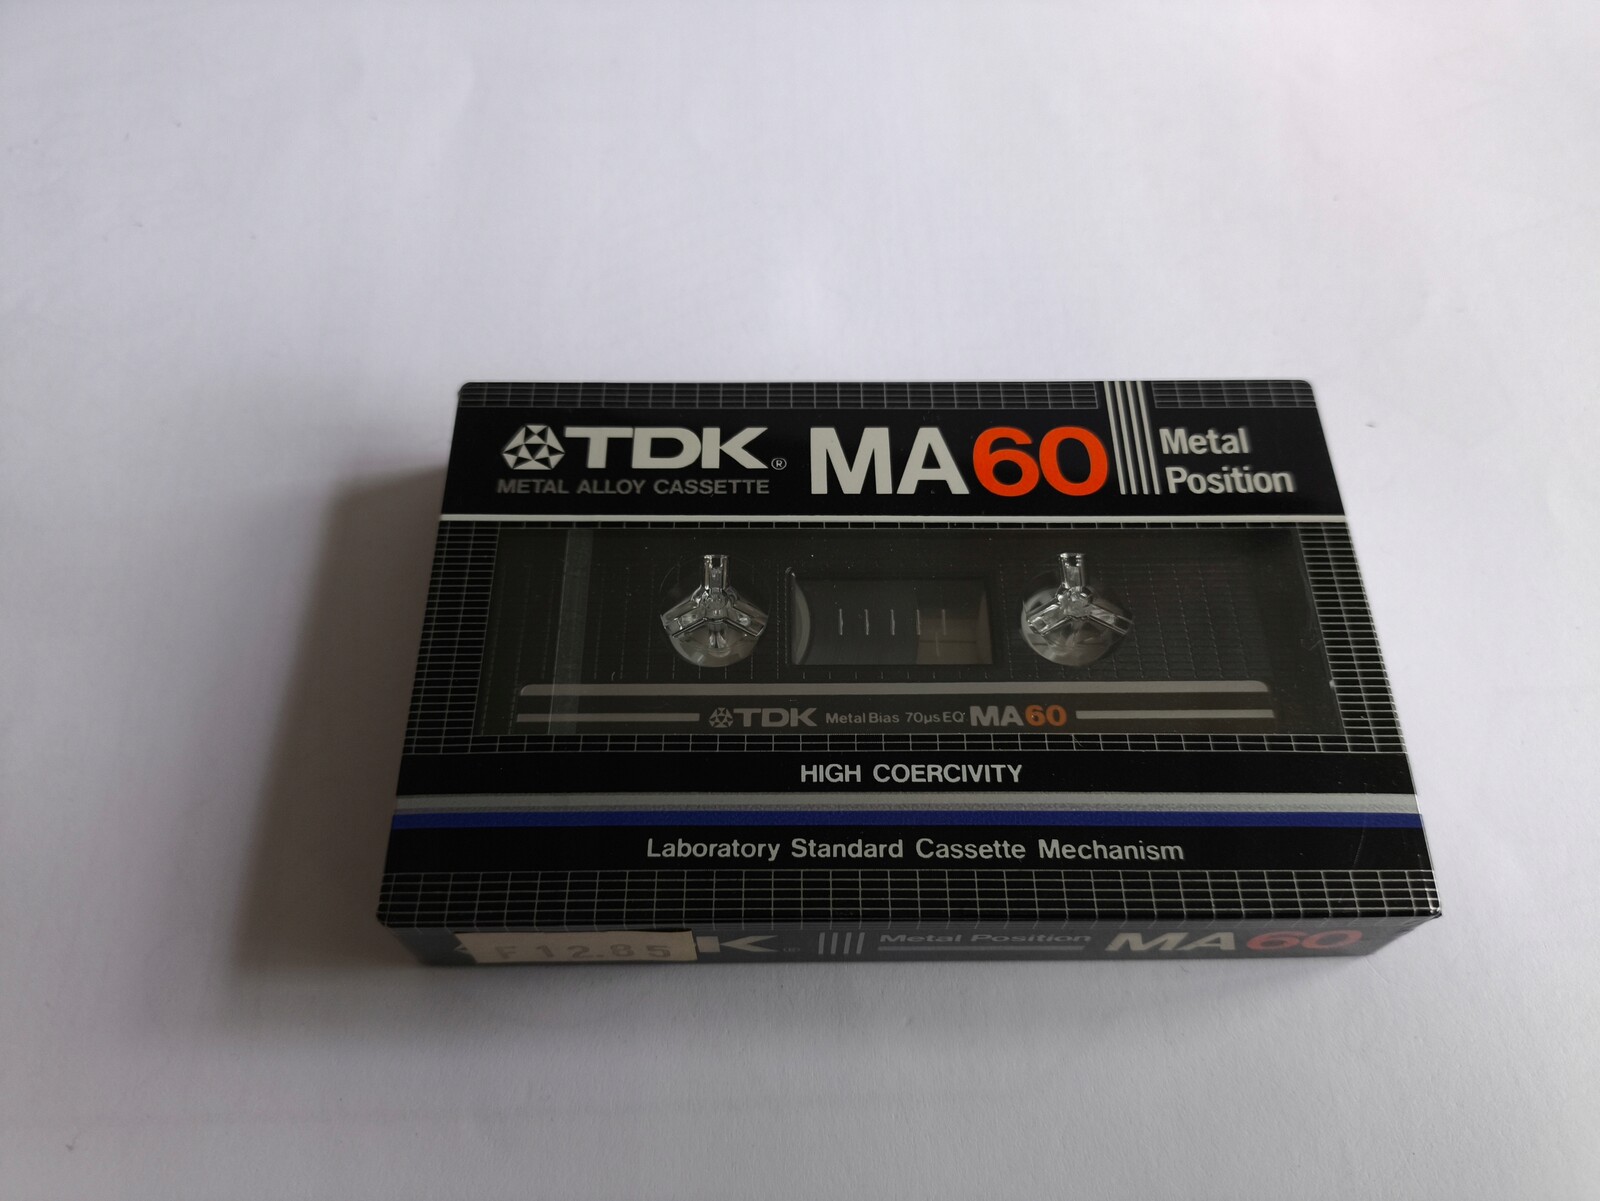 TDK® MA60 Metal Position
METAL ALLOY CASSETTE
TDK Metal Bias 70µs EQ MA60
HIGH COERCIVITY
Laboratory Standard Cassette Mechanism
F 12.85 K ® Metal Position MA60